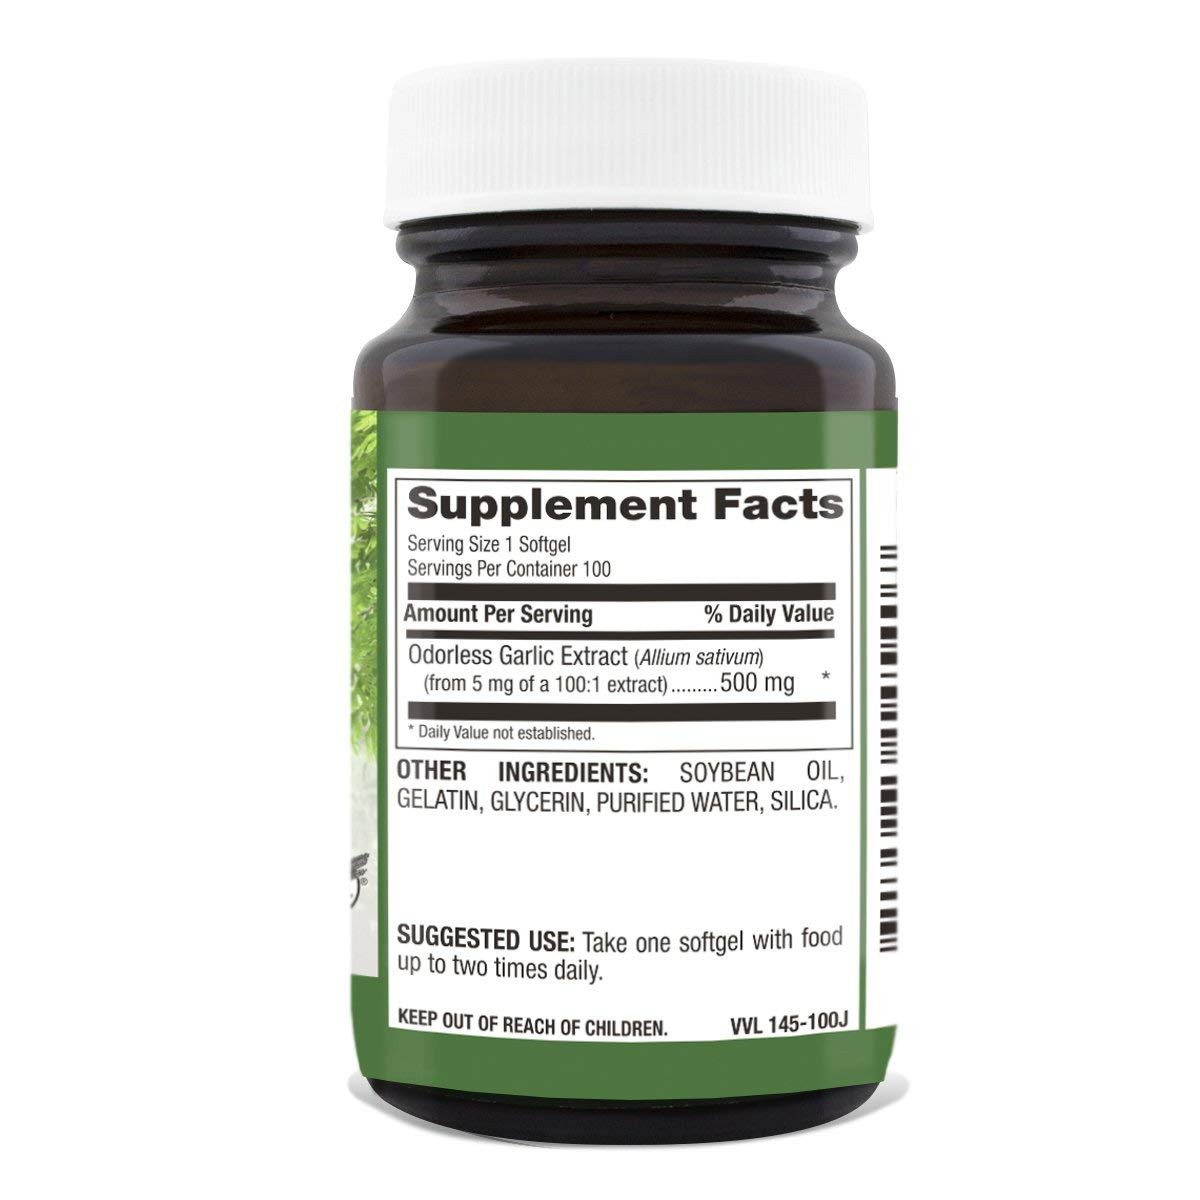 Supplement Facts
Serving Size 1 Softgel
Servings Per Container 100
Amount Per Serving % Daily Value
Odorless Garlic Extract (Allium sativum)
(from 5 mg of a 100:1 extract).........500 mg *
* Daily Value not established.
OTHER INGREDIENTS: SOYBEAN OIL,
GELATIN, GLYCERIN, PURIFIED WATER, SILICA.
SUGGESTED USE: Take one softgel with food
up to two times daily.
KEEP OUT OF REACH OF CHILDREN. VVL 145-100J
®